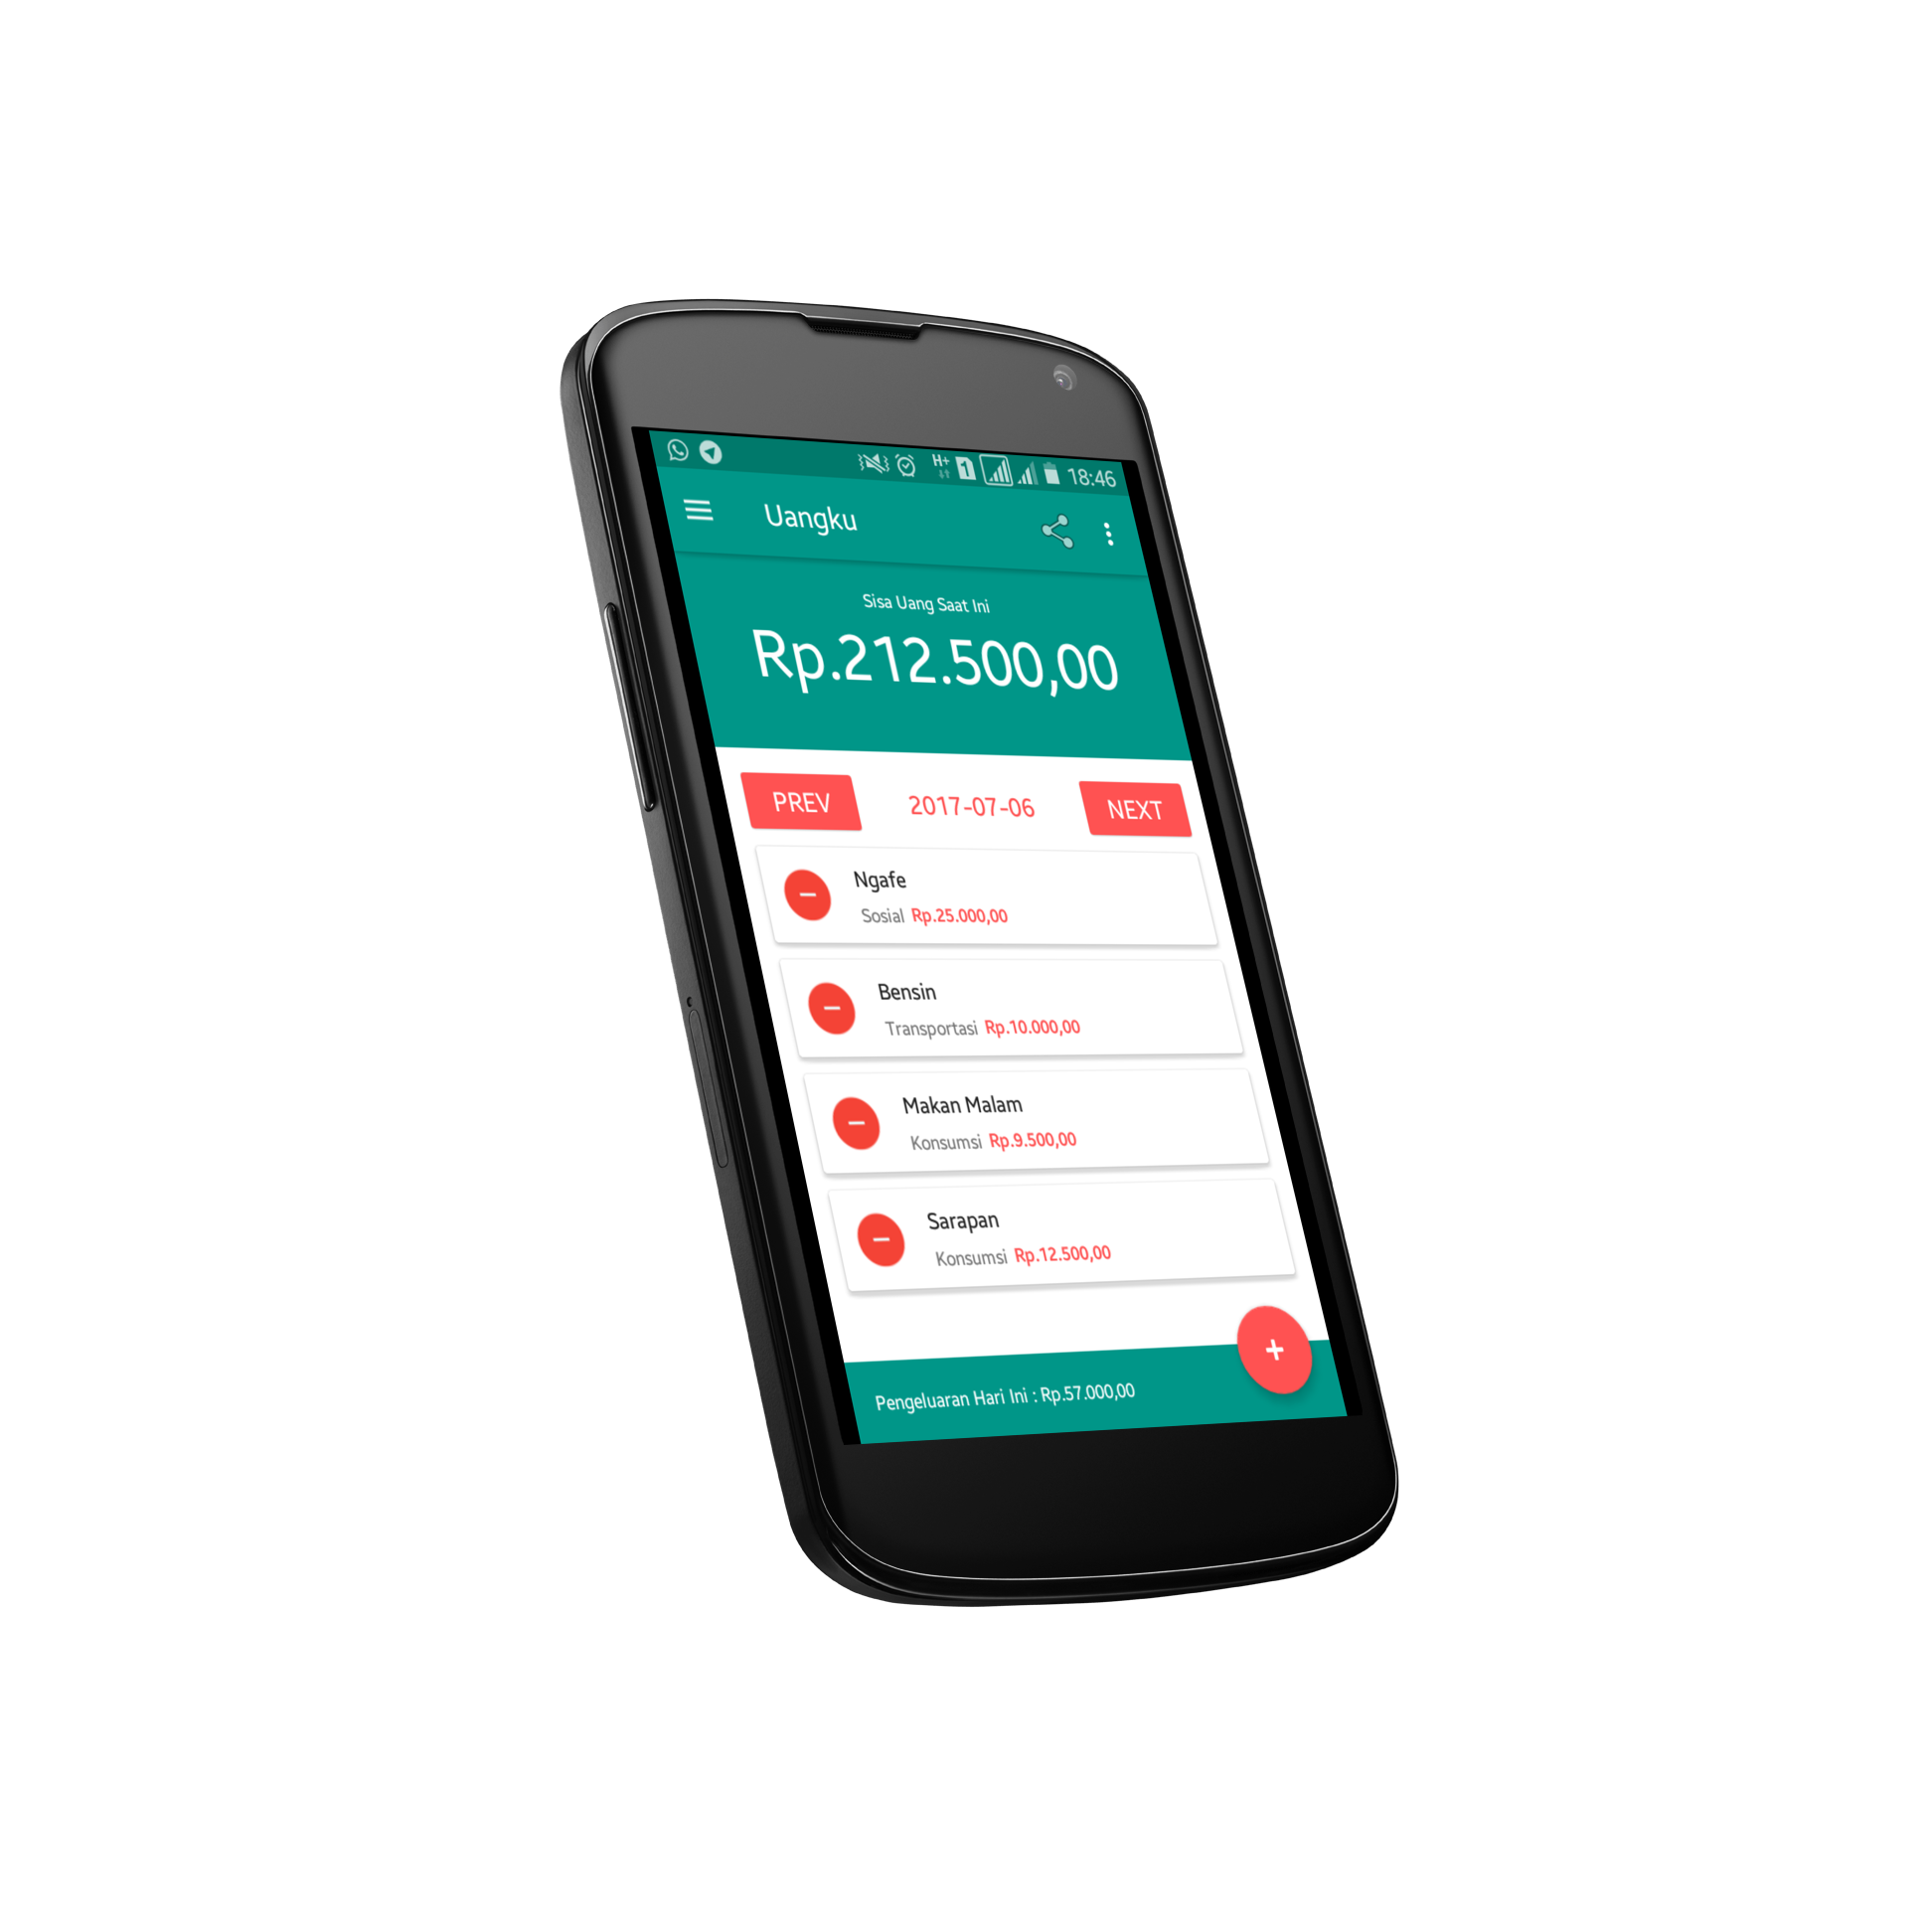 H+ 1 18:46
Uangku
Sisa Uang Saat Ini
Rp.212.500,00
PREV 2017-07-06 NEXT
Ngafe
Sosial Rp.25.000,00
Bensin
Transportasi Rp.10.000,00
Makan Malam
Konsumsi Rp.9.500,00
Sarapan
Konsumsi Rp.12.500,00
+
Pengeluaran Hari Ini : Rp.57.000,00